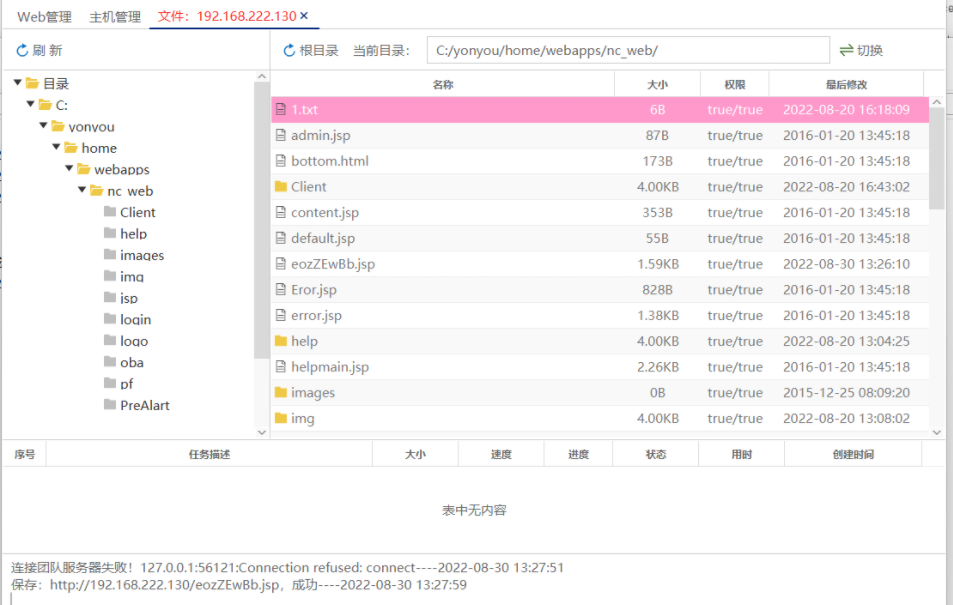 Web管理 主机管理 文件：192.168.222.130 ×
刷 新
根目录 当前目录： C:/yonyou/home/webapps/nc_web/ 切换
目录
C:
yonyou
home
webapps
nc_web
Client
help
images
img
jsp
login
logo
oba
pf
PreAlart
名称 大小 权限 最后修改
1.txt 6B true/true 2022-08-20 16:18:09
admin.jsp 87B true/true 2016-01-20 13:45:18
bottom.html 173B true/true 2016-01-20 13:45:18
Client 4.00KB true/true 2022-08-20 16:43:02
content.jsp 353B true/true 2016-01-20 13:45:18
default.jsp 55B true/true 2016-01-20 13:45:18
eozZEwBb.jsp 1.59KB true/true 2022-08-30 13:26:10
Eror.jsp 828B true/true 2016-01-20 13:45:18
error.jsp 1.38KB true/true 2016-01-20 13:45:18
help 4.00KB true/true 2022-08-20 13:04:25
helpmain.jsp 2.26KB true/true 2016-01-20 13:45:18
images 0B true/true 2015-12-25 08:09:20
img 4.00KB true/true 2022-08-20 13:08:02
序号 任务描述 大小 速度 进度 状态 用时 创建时间
表中无内容
连接团队服务器失败！127.0.0.1:56121:Connection refused: connect----2022-08-30 13:27:51
保存：http://192.168.222.130/eozZEwBb.jsp，成功----2022-08-30 13:27:59